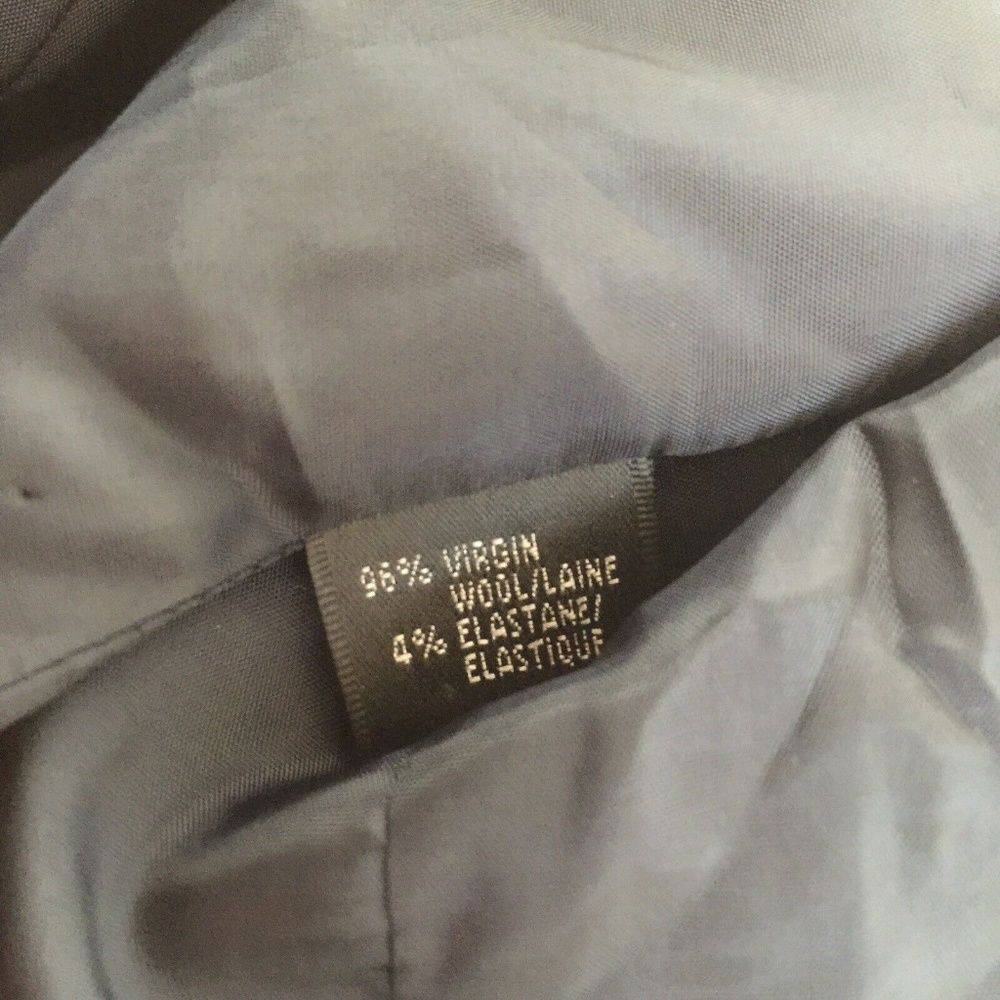 96% VIRGIN
WOOL/LAINE
4% ELASTANE/
ELASTIQUE